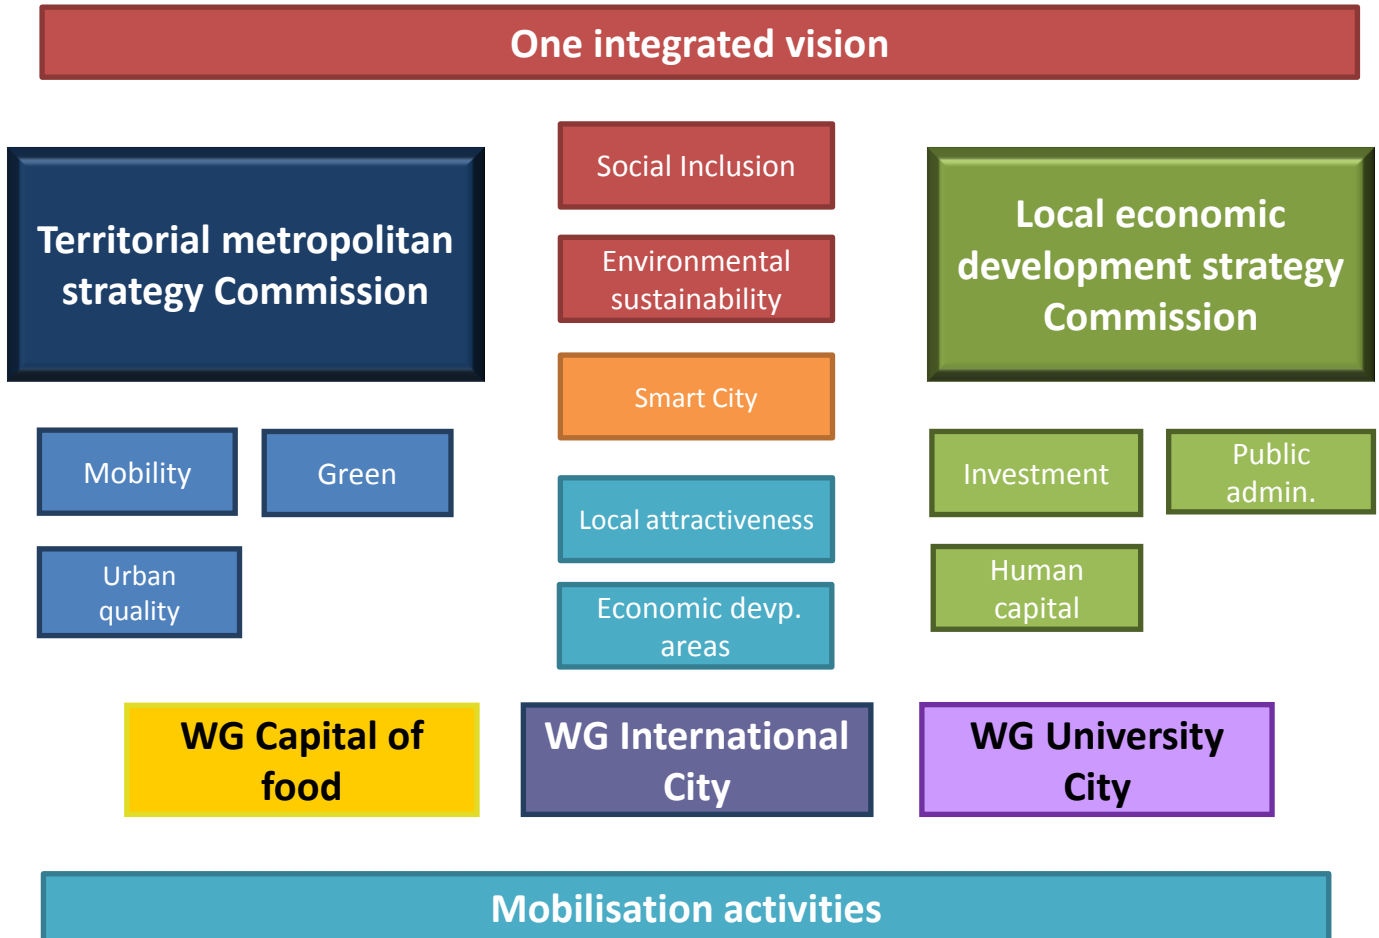 One integrated vision
Territorial metropolitan
strategy Commission
Mobility
Green
Urban
quality
Social Inclusion
Environmental
sustainability
Smart City
Local attractiveness
Economic devp.
areas
Local economic
development strategy
Commission
Investment
Public
admin.
Human
capital
WG Capital of
food
WG International
City
WG University
City
Mobilisation activities